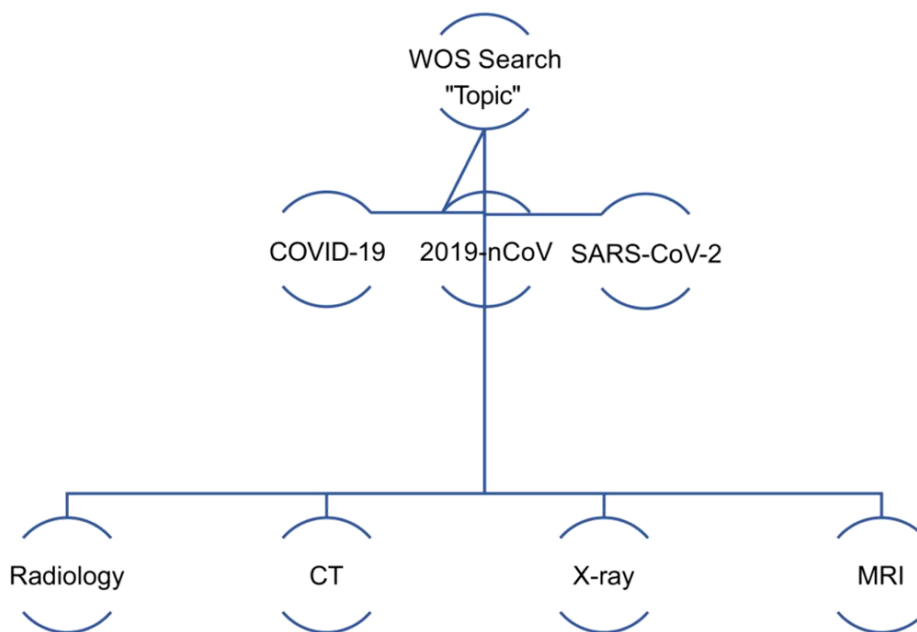 WOS Search
"Topic"
COVID-19
2019-nCoV
SARS-CoV-2
Radiology
CT
X-ray
MRI